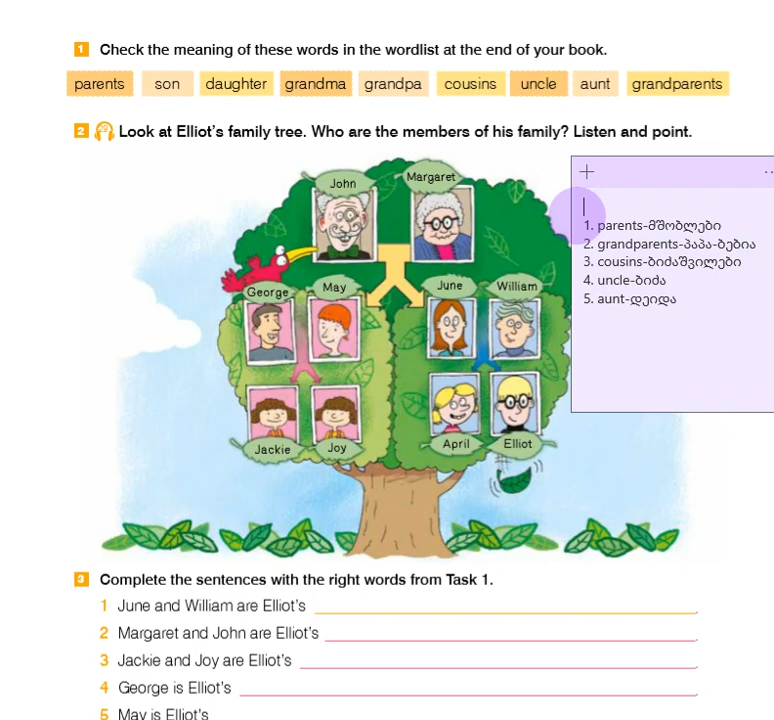 1 Check the meaning of these words in the wordlist at the end of your book.
parents son daughter grandma grandpa cousins uncle aunt grandparents
2 Look at Elliot's family tree. Who are the members of his family? Listen and point.
John Margaret
1. parents-მშობლები
2. grandparents-პაპა-ბებია
3. cousins-ბიძაშვილები
4. uncle-ბიძა
5. aunt-დეიდა
George May June William
Jackie Joy April Elliot
3 Complete the sentences with the right words from Task 1.
1 June and William are Elliot's
2 Margaret and John are Elliot's
3 Jackie and Joy are Elliot's
4 George is Elliot's
5 May is Elliot's